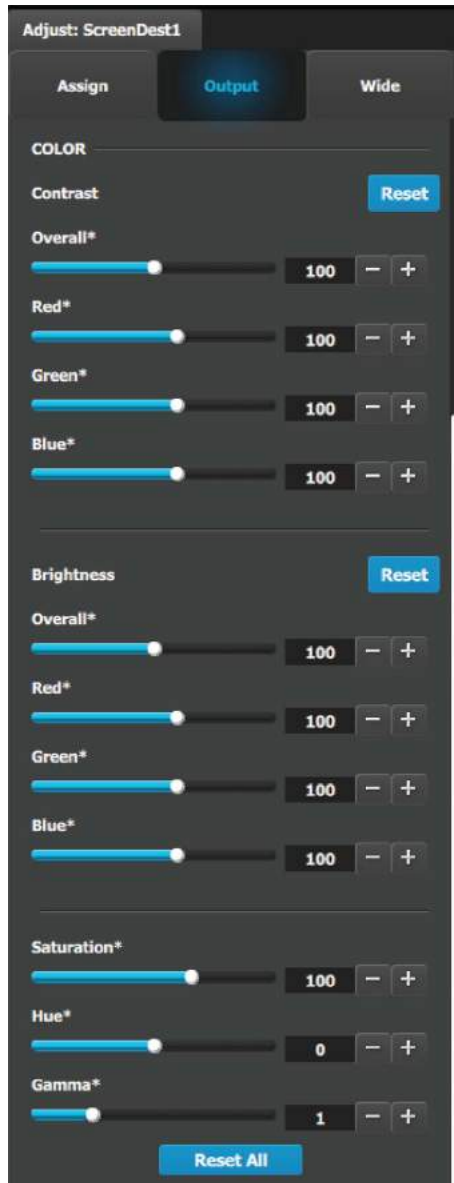 Adjust: ScreenDest1
Assign Output Wide
COLOR
Contrast Reset
Overall*
100 − +
Red*
100 − +
Green*
100 − +
Blue*
100 − +
Brightness Reset
Overall*
100 − +
Red*
100 − +
Green*
100 − +
Blue*
100 − +
Saturation*
100 − +
Hue*
0 − +
Gamma*
1 − +
Reset All